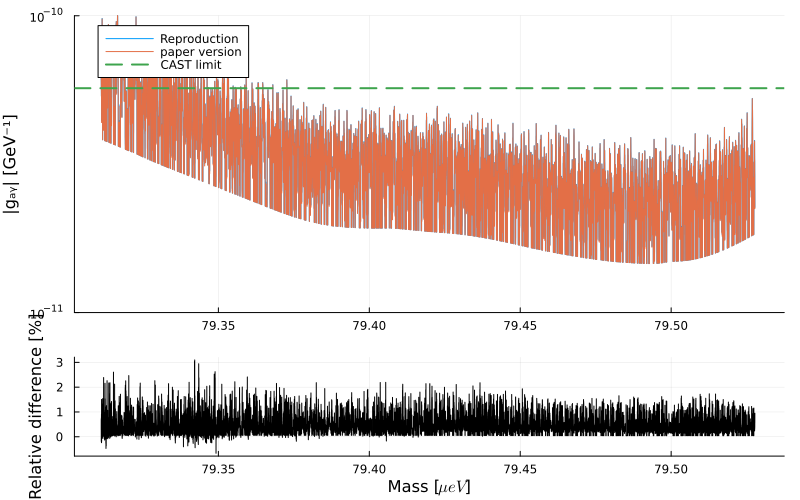 10⁻¹⁰
Reproduction
paper version
CAST limit
|gₐᵧ| [GeV⁻¹]
10⁻¹¹
79.35 79.40 79.45 79.50
3
2
1
0
Relative difference [%]
79.35 79.40 79.45 79.50
Mass [μeV]